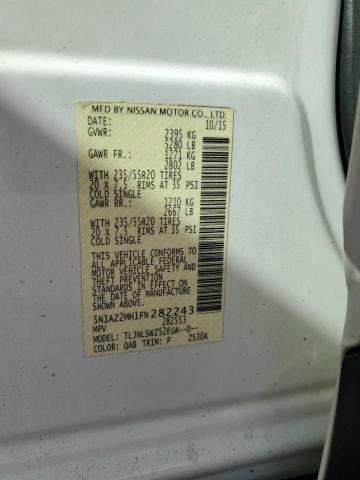 MFD BY NISSAN MOTOR CO., LTD.
DATE: 10/15
GVWR: 2395 KG
5280 LB
GAWR FR.: 1271 KG
2802 LB
WITH 235/55R20 TIRES
20 x 7.5 RIMS AT 35 PSI
COLD SINGLE
GAWR RR.: 1210 KG
2667 LB
WITH 235/55R20 TIRES
20 x 7.5 RIMS AT 35 PSI
COLD SINGLE
THIS VEHICLE CONFORMS TO
ALL APPLICABLE FEDERAL
MOTOR VEHICLE SAFETY,
BUMPER, AND THEFT PREVENTION
STANDARDS IN EFFECT ON THE
DATE OF MANUFACTURE
SHOWN ABOVE.
5N1AZ2MH1FN282243
MPV 282553
MODEL: TLJNLSWZ52EUA--D--
COLOR: QAB TRIM: P Z530A